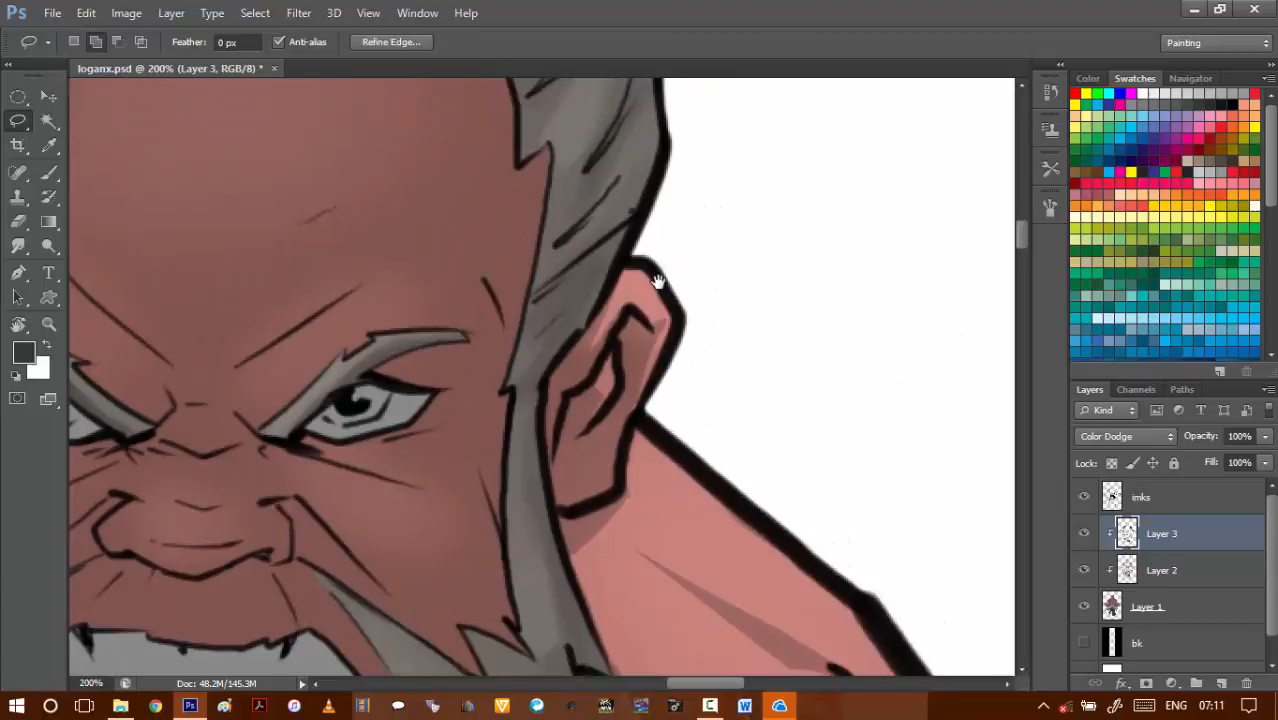 Ps File Edit Image Layer Type Select Filter 3D View Window Help
Feather: 0 px Anti-alias Refine Edge... Painting
loganx.psd @ 200% (Layer 3, RGB/8) *
Color Swatches Navigator
Layers Channels Paths
Kind
Color Dodge Opacity: 100%
Lock: Fill: 100%
imks
Layer 3
Layer 2
Layer 1
bk
200% Doc: 48.2M/145.3M
ENG 07:11